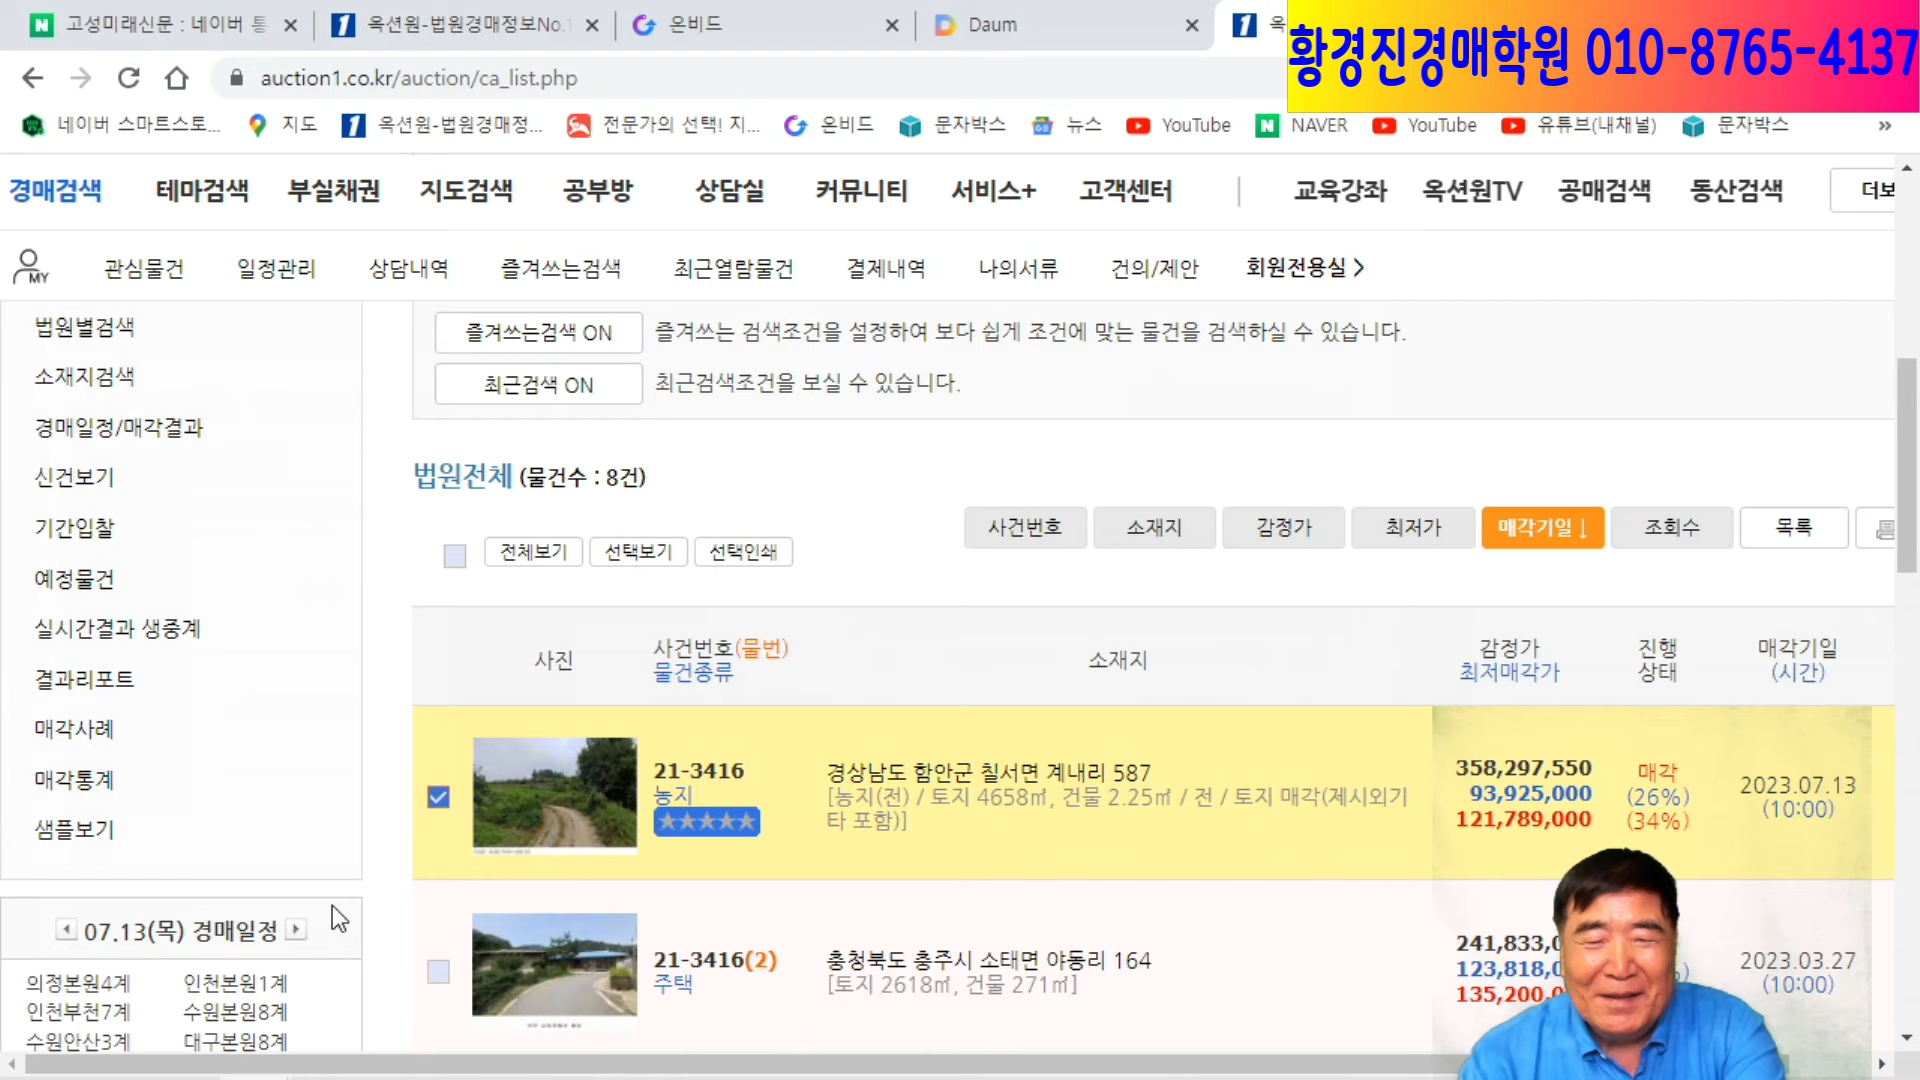 고성미래신문 : 네이버 통
옥션원-법원경매정보No.1
온비드
Daum
황경진경매학원 010-8765-4137
auction1.co.kr/auction/ca_list.php
네이버 스마트스토...
지도
옥션원-법원경매정...
전문가의 선택! 지...
온비드
문자박스
뉴스
YouTube
NAVER
YouTube
유튜브(내채널)
문자박스
경매검색 테마검색 부실채권 지도검색 공부방 상담실 커뮤니티 서비스+ 고객센터 교육강좌 옥션원TV 공매검색 동산검색 더보
MY 관심물건 일정관리 상담내역 즐겨쓰는검색 최근열람물건 결제내역 나의서류 건의/제안 회원전용실 >
법원별검색
소재지검색
경매일정/매각결과
신건보기
기간입찰
예정물건
실시간결과 생중계
결과리포트
매각사례
매각통계
샘플보기
07.13(목) 경매일정
의정본원4계 인천본원1계
인천부천7계 수원본원8계
수원안산3계 대구본원8계
즐겨쓰는검색 ON 즐겨쓰는 검색조건을 설정하여 보다 쉽게 조건에 맞는 물건을 검색하실 수 있습니다.
최근검색 ON 최근검색조건을 보실 수 있습니다.
법원전체 (물건수 : 8건)
사건번호 소재지 감정가 최저가 매각기일↓ 조회수 목록
전체보기 선택보기 선택인쇄
사진
사건번호(물번)
물건종류
소재지
감정가
최저매각가
진행
상태
매각기일
(시간)
21-3416
농지
★★★★★
경상남도 함안군 칠서면 계내리 587
[농지(전) / 토지 4658㎡, 건물 2.25㎡ / 전 / 토지 매각(제시외기
타 포함)]
358,297,550
93,925,000
121,789,000
매각
(26%)
(34%)
2023.07.13
(10:00)
21-3416(2)
주택
충청북도 충주시 소태면 야동리 164
[토지 2618㎡, 건물 271㎡]
241,833,0
123,818,0
135,200,0
2023.03.27
(10:00)